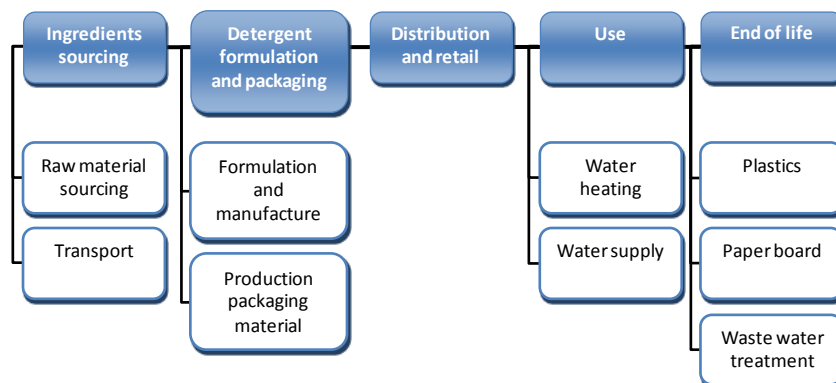 Ingredients
sourcing
Detergent
formulation
and packaging
Distribution
and retail
Use
End of life
Raw material
sourcing
Transport
Formulation
and
manufacture
Production
packaging
material
Water
heating
Water supply
Plastics
Paper board
Waste water
treatment